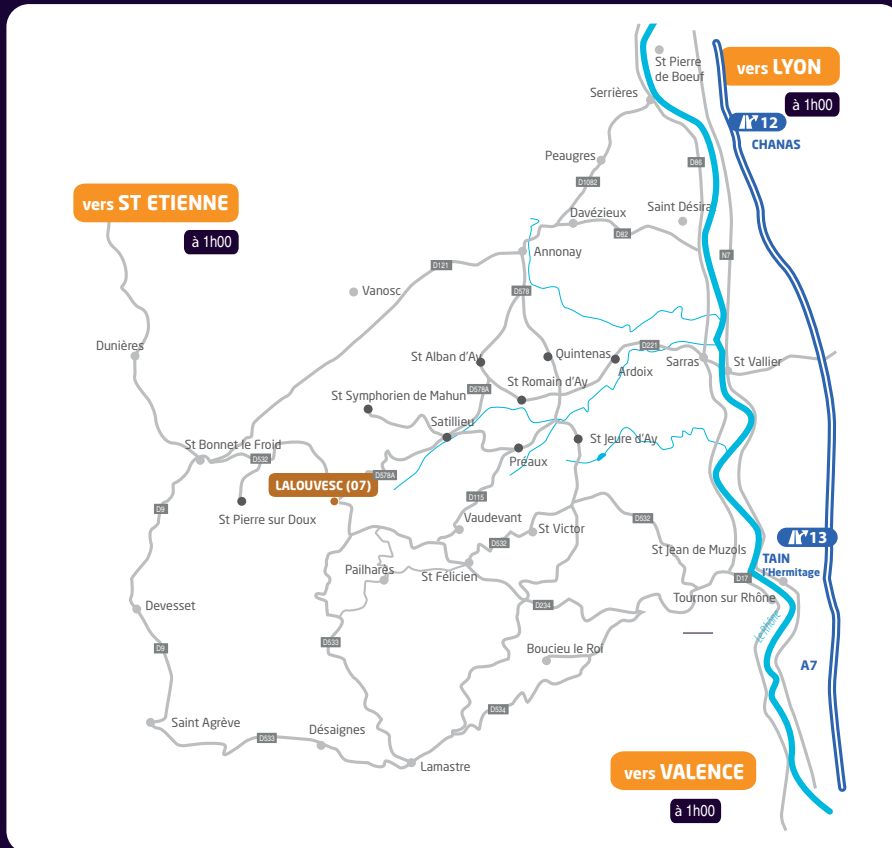 St Pierre
de Boeuf
vers LYON
à 1h00
Serrières
12
CHANAS
Peaugres
D86
D1082
vers ST ETIENNE
à 1h00
Davézieux
Saint Désira
D82
Annonay
N7
D121
Vanosc
D578
Dunières
St Alban d'Ay
Quintenas
D221
Ardoix
Sarras
St Vallier
St Romain d'Ay
D578A
St Symphorien de Mahun
Satillieu
St Jeure d'Ay
St Bonnet le Froid
D532
Préaux
D578A
LALOUVESC (07)
D115
D9
St Pierre sur Doux
Vaudevant
St Victor
D532
D532
13
St Jean de Muzols
TAIN
l'Hermitage
Pailharès
St Félicien
D17
Tournon sur Rhône
Devesset
D234
Le Rhône
D533
D9
Boucieu le Roi
A7
D534
Saint Agrève
Désaignes
D533
Lamastre
vers VALENCE
à 1h00